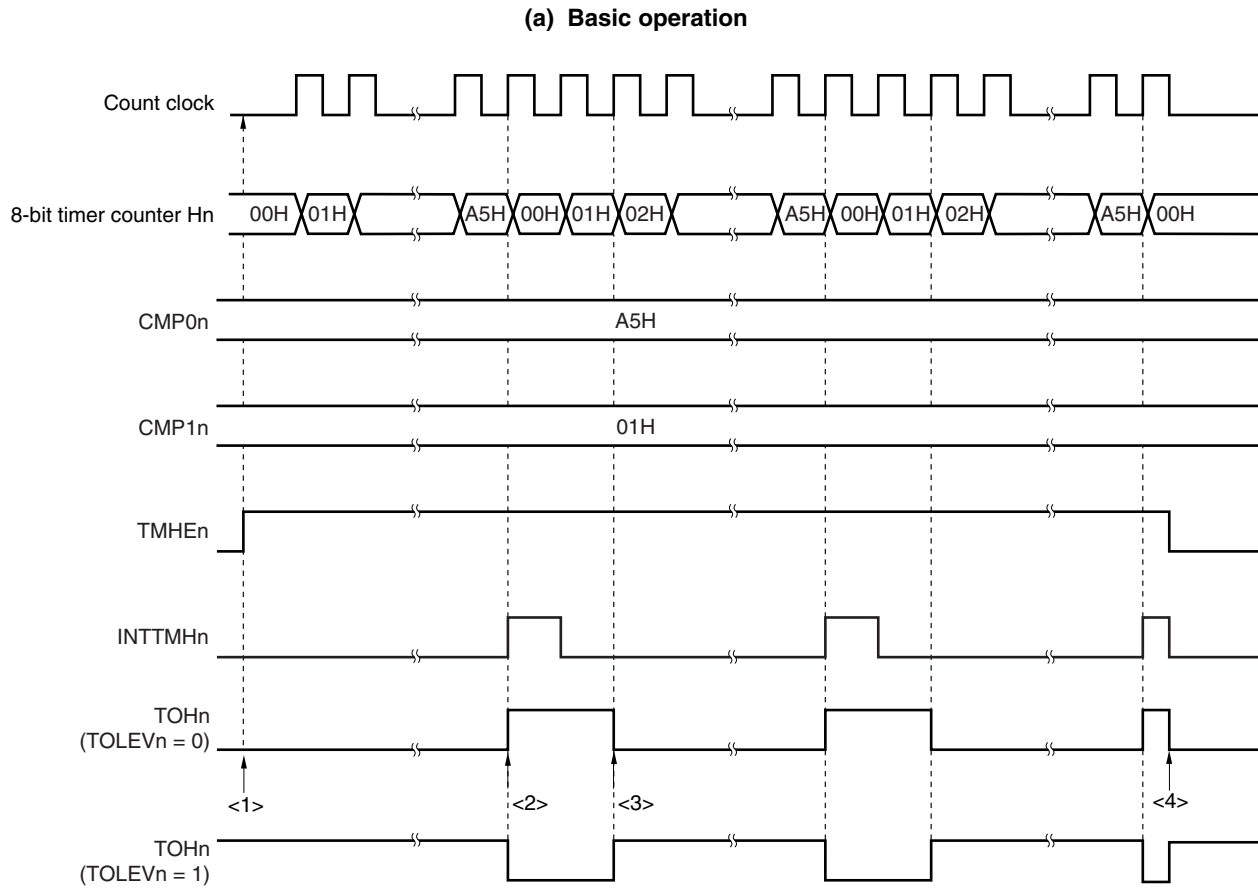 (a) Basic operation
Count clock
8-bit timer counter Hn
00H 01H A5H 00H 01H 02H A5H 00H 01H 02H A5H 00H
CMP0n
A5H
CMP1n
01H
TMHEn
INTTMHn
TOHn
(TOLEVn = 0)
<1> <2> <3> <4>
TOHn
(TOLEVn = 1)